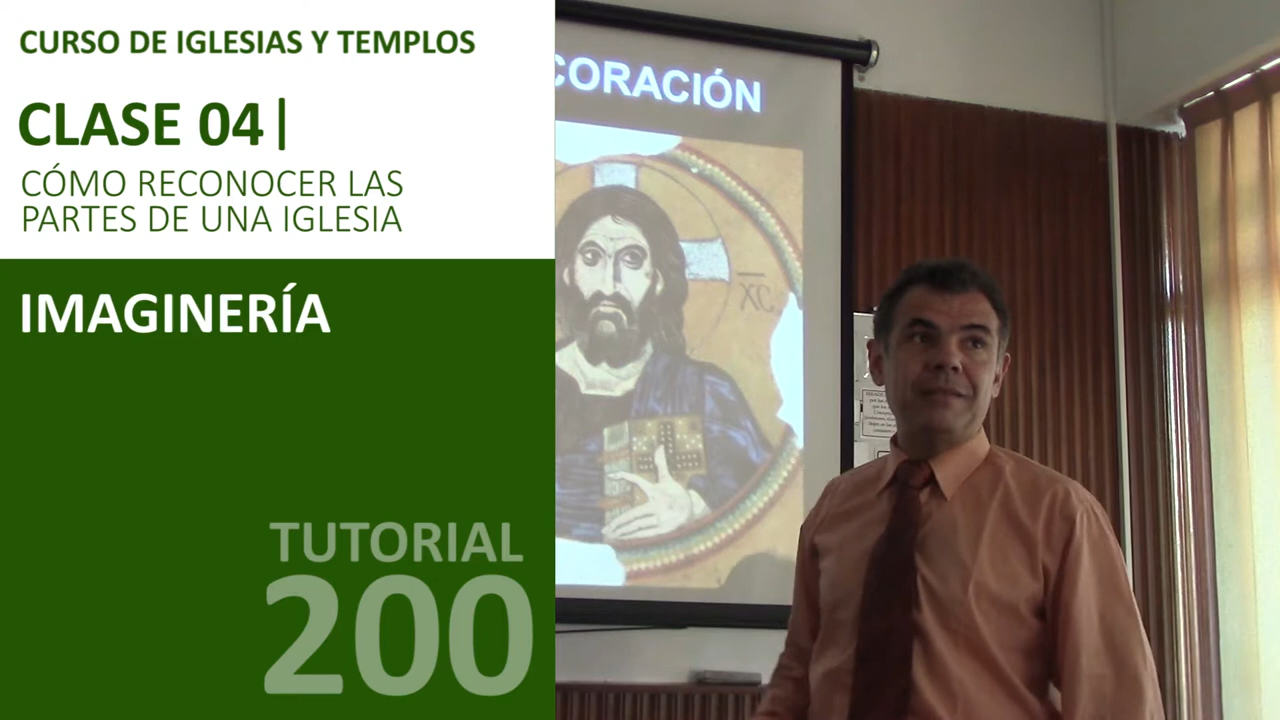 CURSO DE IGLESIAS Y TEMPLOS
CLASE 04|
CÓMO RECONOCER LAS
PARTES DE UNA IGLESIA
IMAGINERÍA
TUTORIAL
200
CORACIÓN
XC